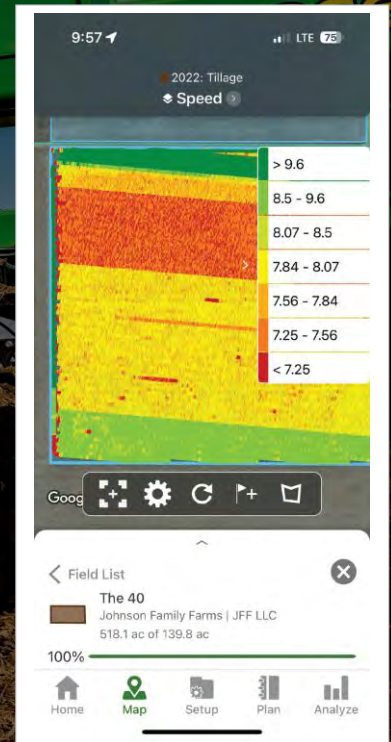 9:57
LTE 75
2022: Tillage
Speed
> 9.6
8.5 - 9.6
8.07 - 8.5
7.84 - 8.07
7.56 - 7.84
7.25 - 7.56
< 7.25
Goog
Field List
The 40
Johnson Family Farms | JFF LLC
518.1 ac of 139.8 ac
100%
Home Map Setup Plan Analyze